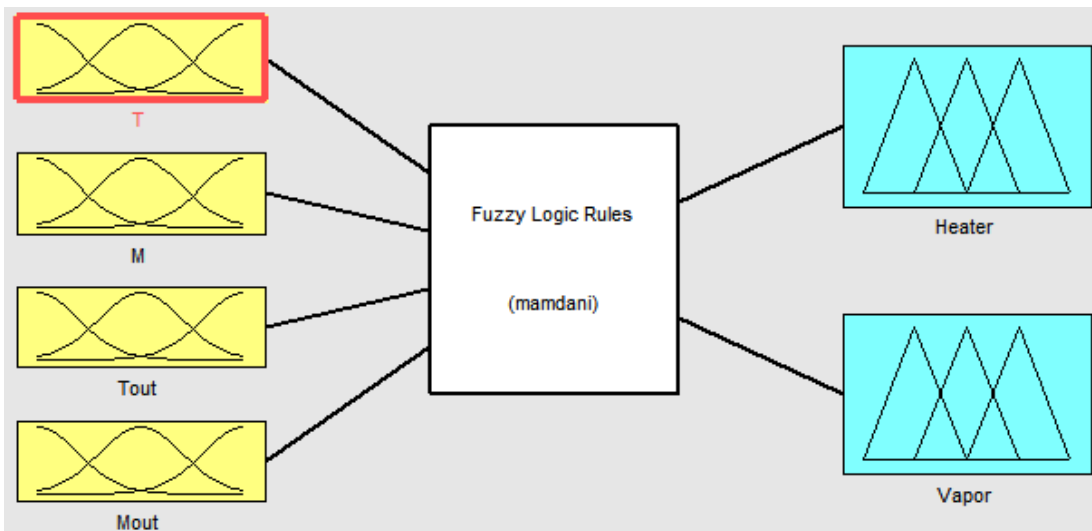 T
M
Tout
Mout
Fuzzy Logic Rules
(mamdani)
Heater
Vapor